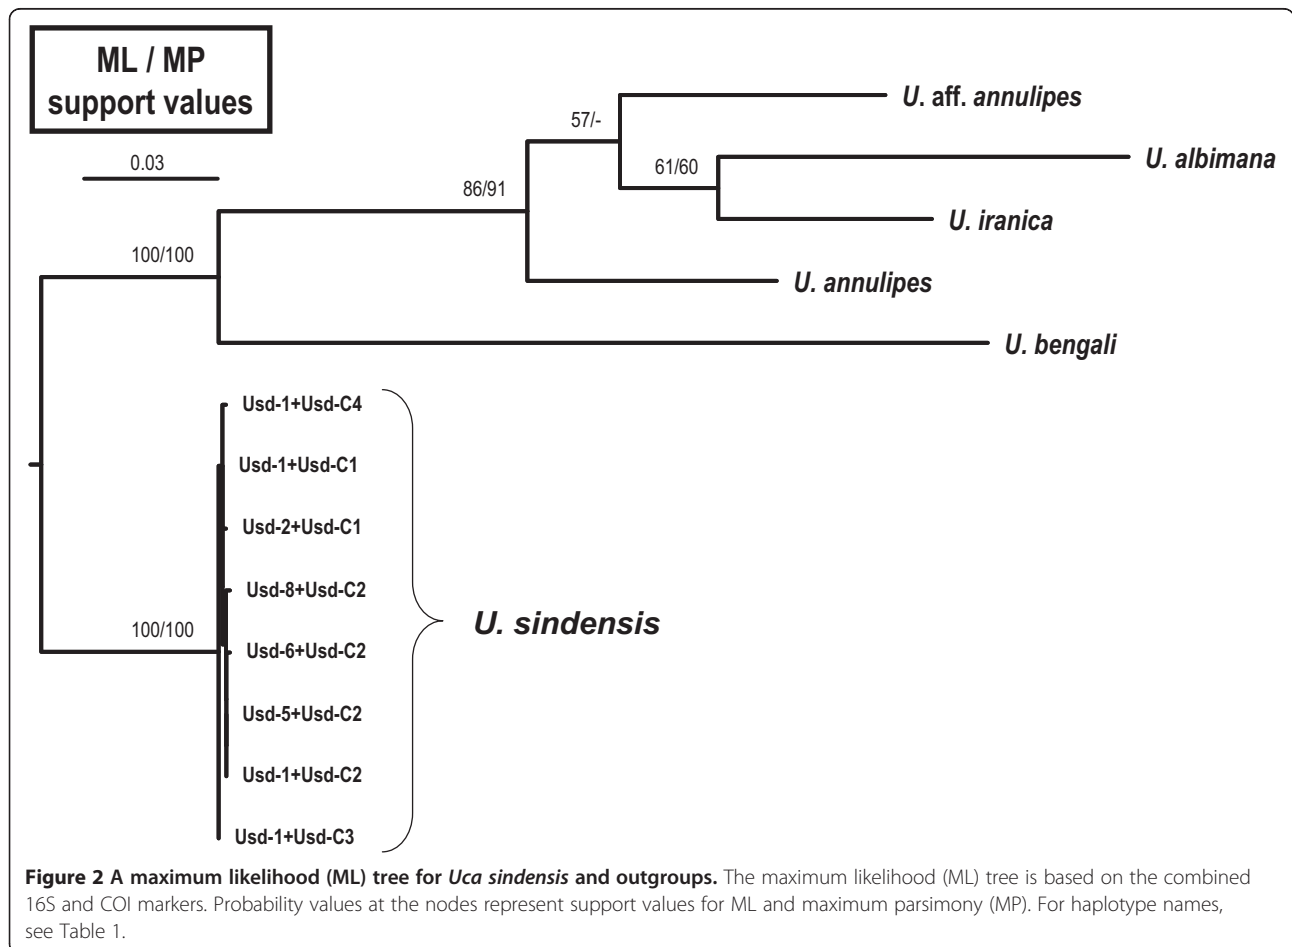 ML / MP
support values
0.03
57/-
61/60
86/91
100/100
U. aff. annulipes
U. albimana
U. iranica
U. annulipes
U. bengali
Usd-1+Usd-C4
Usd-1+Usd-C1
Usd-2+Usd-C1
Usd-8+Usd-C2
100/100
Usd-6+Usd-C2
Usd-5+Usd-C2
Usd-1+Usd-C2
Usd-1+Usd-C3
U. sindensis
Figure 2 A maximum likelihood (ML) tree for Uca sindensis and outgroups. The maximum likelihood (ML) tree is based on the combined
16S and COI markers. Probability values at the nodes represent support values for ML and maximum parsimony (MP). For haplotype names,
see Table 1.